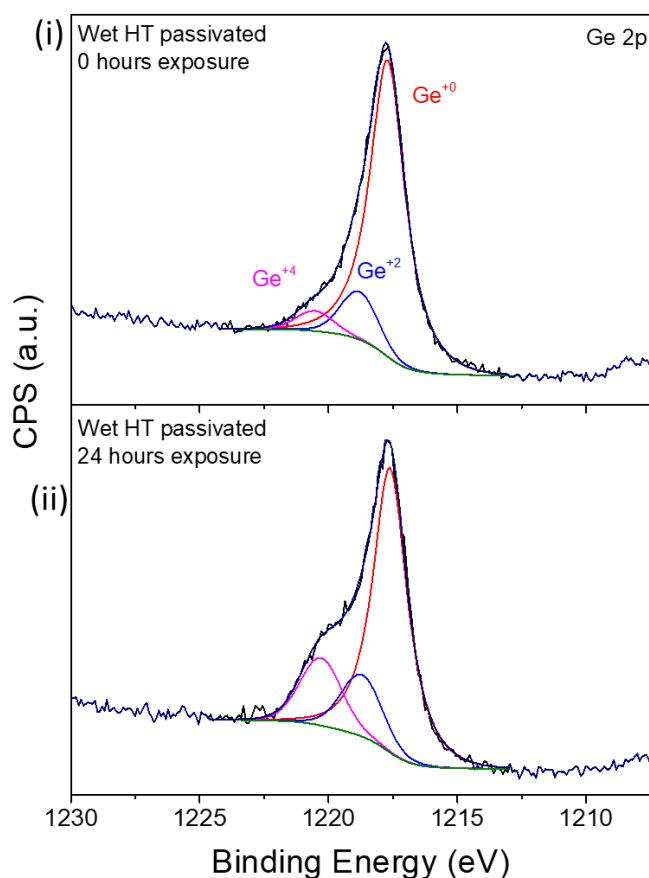 (i)
Wet HT passivated
0 hours exposure
Ge 2p
Ge+0
Ge+4
Ge+2
CPS (a.u.)
Wet HT passivated
24 hours exposure
(ii)
1230 1225 1220 1215 1210
Binding Energy (eV)